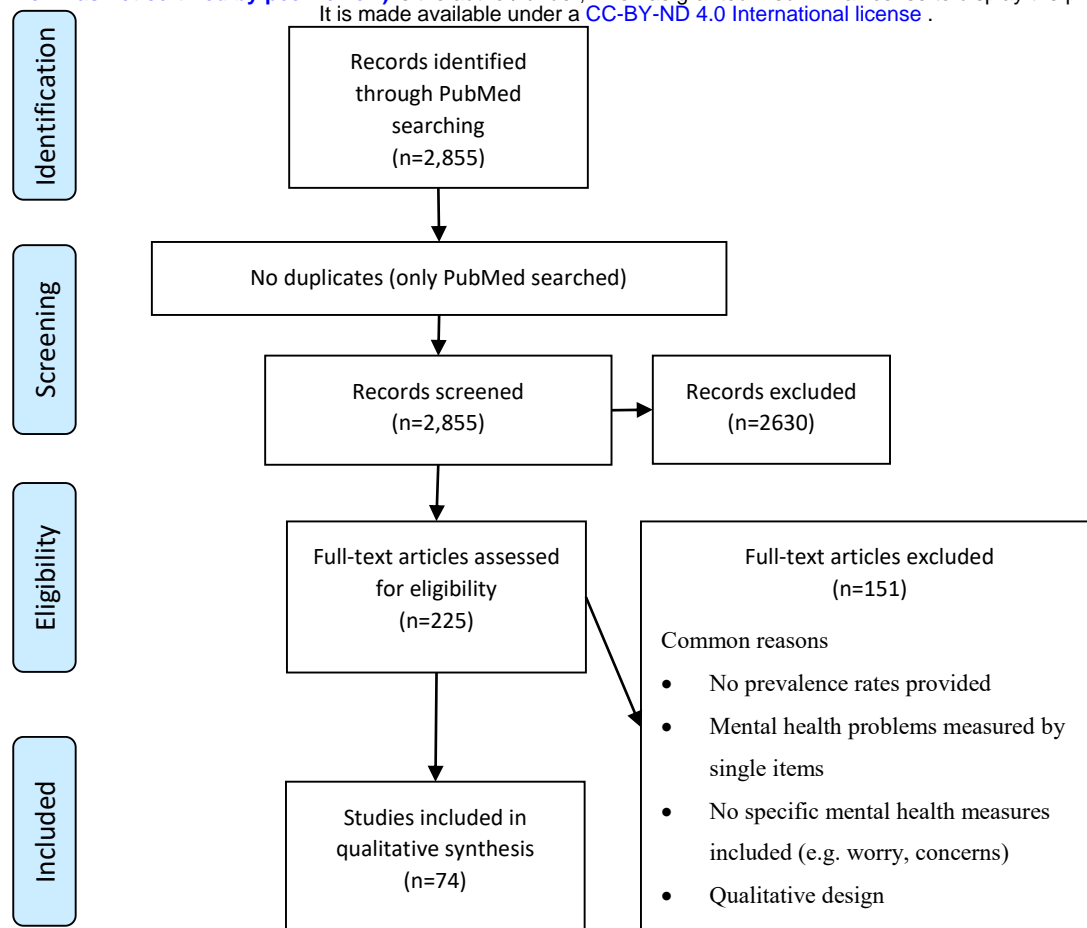 It is made available under a CC-BY-ND 4.0 International license .
Identification
Records identified
through PubMed
searching
(n=2,855)
Screening
No duplicates (only PubMed searched)
Records screened
(n=2,855)
Records excluded
(n=2630)
Eligibility
Full-text articles assessed
for eligibility
(n=225)
Full-text articles excluded
(n=151)
Common reasons
• No prevalence rates provided
• Mental health problems measured by
single items
• No specific mental health measures
included (e.g. worry, concerns)
• Qualitative design
Included
Studies included in
qualitative synthesis
(n=74)